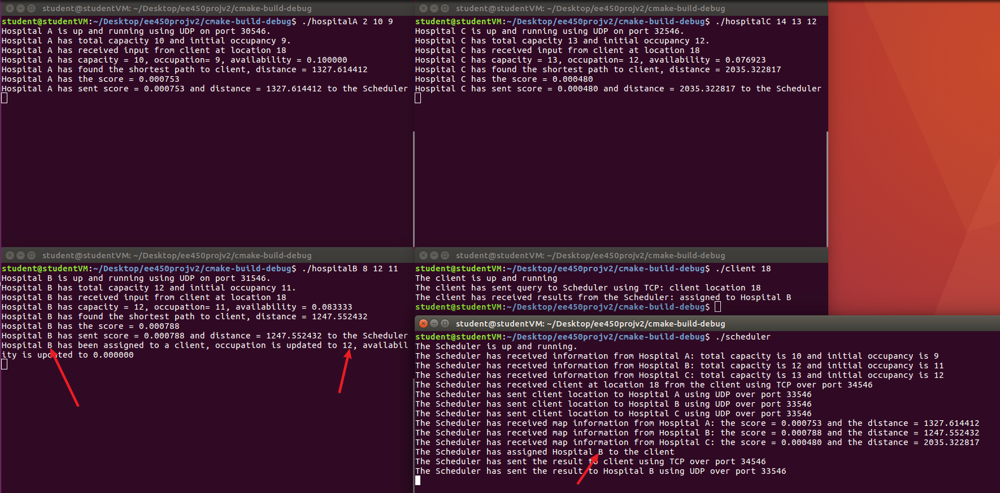 student@studentVM: ~/Desktop/ee450projv2/cmake-build-debug
student@studentVM:~/Desktop/ee450projv2/cmake-build-debug$ ./hospitalA 2 10 9
Hospital A is up and running using UDP on port 30546.
Hospital A has total capacity 10 and initial occupancy 9.
Hospital A has received input from client at location 18
Hospital A has capacity = 10, occupation= 9, availability = 0.100000
Hospital A has found the shortest path to client, distance = 1327.614412
Hospital A has the score = 0.000753
Hospital A has sent score = 0.000753 and distance = 1327.614412 to the Scheduler
student@studentVM: ~/Desktop/ee450projv2/cmake-build-debug
student@studentVM:~/Desktop/ee450projv2/cmake-build-debug$ ./hospitalC 14 13 12
Hospital C is up and running using UDP on port 32546.
Hospital C has total capacity 13 and initial occupancy 12.
Hospital C has received input from client at location 18
Hospital C has capacity = 13, occupation= 12, availability = 0.076923
Hospital C has found the shortest path to client, distance = 2035.322817
Hospital C has the score = 0.000480
Hospital C has sent score = 0.000480 and distance = 2035.322817 to the Scheduler
student@studentVM: ~/Desktop/ee450projv2/cmake-build-debug
student@studentVM:~/Desktop/ee450projv2/cmake-build-debug$ ./hospitalB 8 12 11
Hospital B is up and running using UDP on port 31546.
Hospital B has total capacity 12 and initial occupancy 11.
Hospital B has received input from client at location 18
Hospital B has capacity = 12, occupation= 11, availability = 0.083333
Hospital B has found the shortest path to client, distance = 1247.552432
Hospital B has the score = 0.000788
Hospital B has sent score = 0.000788 and distance = 1247.552432 to the Scheduler
Hospital B has been assigned to a client, occupation is updated to 12, availabil
ity is updated to 0.000000
student@studentVM: ~/Desktop/ee450projv2/cmake-build-debug
student@studentVM:~/Desktop/ee450projv2/cmake-build-debug$ ./client 18
The client is up and running
The client has sent query to Scheduler using TCP: client location 18
The client has received results from the Scheduler: assigned to Hospital B
student@studentVM:~/Desktop/ee450projv2/cmake-build-debug$
student@studentVM: ~/Desktop/ee450projv2/cmake-build-debug
student@studentVM:~/Desktop/ee450projv2/cmake-build-debug$ ./scheduler
The Scheduler is up and running.
The Scheduler has received information from Hospital A: total capacity is 10 and initial occupancy is 9
The Scheduler has received information from Hospital B: total capacity is 12 and initial occupancy is 11
The Scheduler has received information from Hospital C: total capacity is 13 and initial occupancy is 12
The Scheduler has received client at location 18 from the client using TCP over port 34546
The Scheduler has sent client location to Hospital A using UDP over port 33546
The Scheduler has sent client location to Hospital B using UDP over port 33546
The Scheduler has sent client location to Hospital C using UDP over port 33546
The Scheduler has received map information from Hospital A: the score = 0.000753 and the distance = 1327.614412
The Scheduler has received map information from Hospital B: the score = 0.000788 and the distance = 1247.552432
The Scheduler has received map information from Hospital C: the score = 0.000480 and the distance = 2035.322817
The Scheduler has assigned Hospital B to the client
The Scheduler has sent the result to client using TCP over port 34546
The Scheduler has sent the result to Hospital B using UDP over port 33546